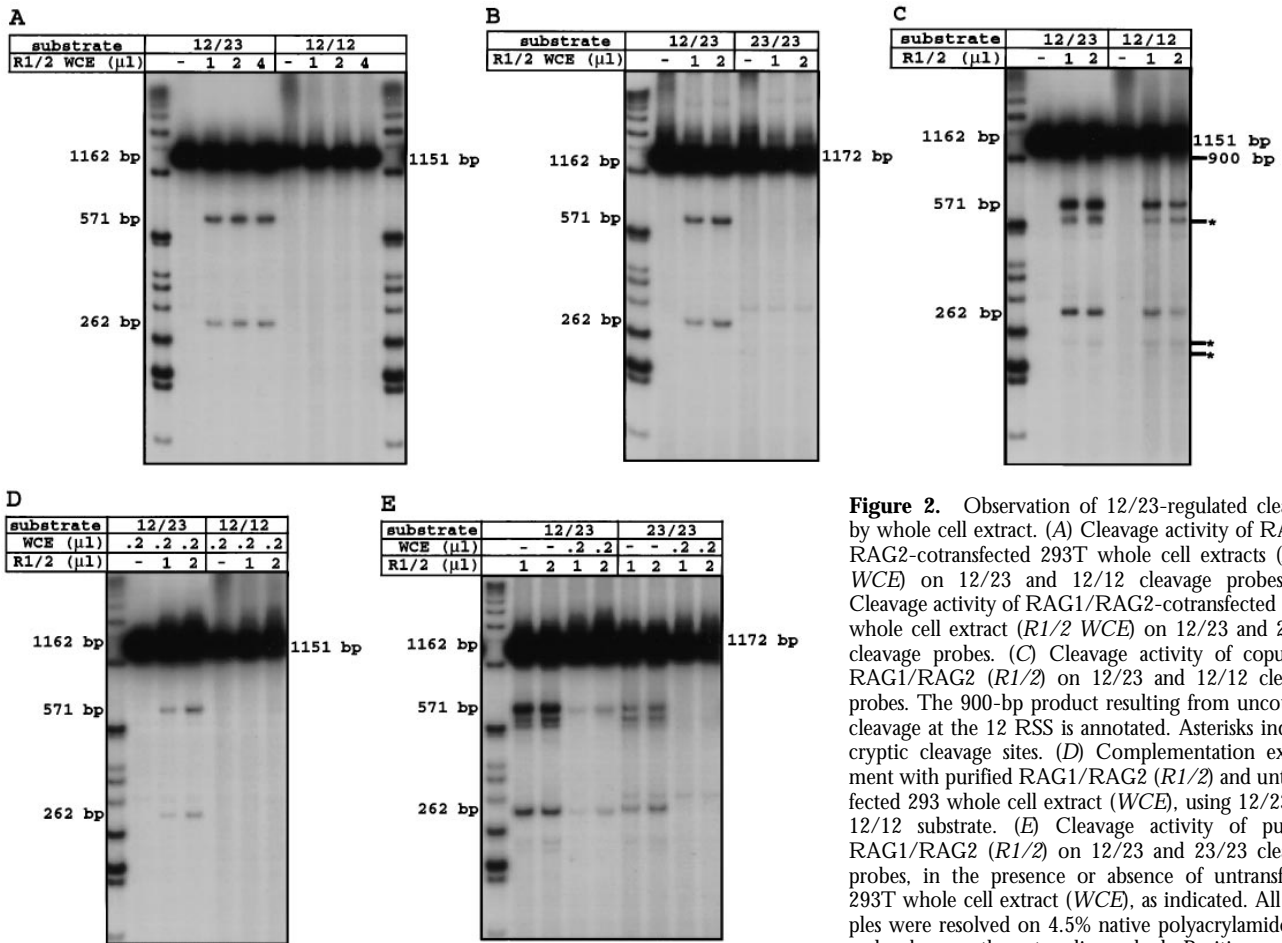 A
substrate 12/23 12/12
R1/2 WCE (μl) - 1 2 4 - 1 2 4
1162 bp 1151 bp
571 bp
262 bp
B
substrate 12/23 23/23
R1/2 WCE (μl) - 1 2 - 1 2
1162 bp 1172 bp
571 bp
262 bp
C
substrate 12/23 12/12
R1/2 (μl) - 1 2 - 1 2
1162 bp 1151 bp
900 bp
571 bp
*
262 bp
*
*
D
substrate 12/23 12/12
WCE (μl) .2 .2 .2 .2 .2 .2
R1/2 (μl) - 1 2 - 1 2
1162 bp 1151 bp
571 bp
262 bp
E
substrate 12/23 23/23
WCE (μl) - - .2 .2 - - .2 .2
R1/2 (μl) 1 2 1 2 1 2 1 2
1162 bp 1172 bp
571 bp
262 bp
Figure 2. Observation of 12/23-regulated clea
by whole cell extract. (A) Cleavage activity of RA
RAG2-cotransfected 293T whole cell extracts (
WCE) on 12/23 and 12/12 cleavage probes
Cleavage activity of RAG1/RAG2-cotransfected
whole cell extract (R1/2 WCE) on 12/23 and 2
cleavage probes. (C) Cleavage activity of copu
RAG1/RAG2 (R1/2) on 12/23 and 12/12 clea
probes. The 900-bp product resulting from unco
cleavage at the 12 RSS is annotated. Asterisks ind
cryptic cleavage sites. (D) Complementation ex
ment with purified RAG1/RAG2 (R1/2) and unt
fected 293 whole cell extract (WCE), using 12/23
12/12 substrate. (E) Cleavage activity of pu
RAG1/RAG2 (R1/2) on 12/23 and 23/23 clea
probes, in the presence or absence of untransf
293T whole cell extract (WCE), as indicated. All
ples were resolved on 4.5% native polyacrylamide